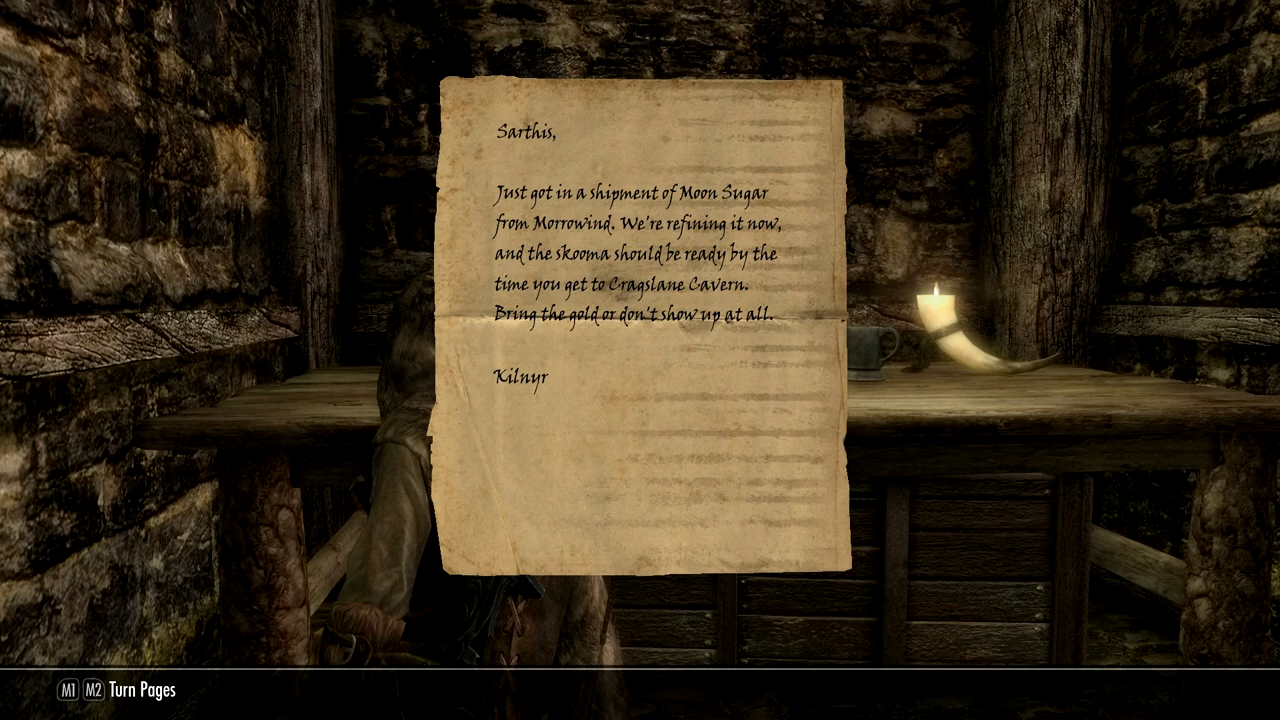 Sarthis,
Just got in a shipment of Moon Sugar
from Morrowind. We're refining it now,
and the skooma should be ready by the
time you get to Cragslane Cavern.
Bring the gold or don't show up at all.
Kilnyr
M1 M2 Turn Pages